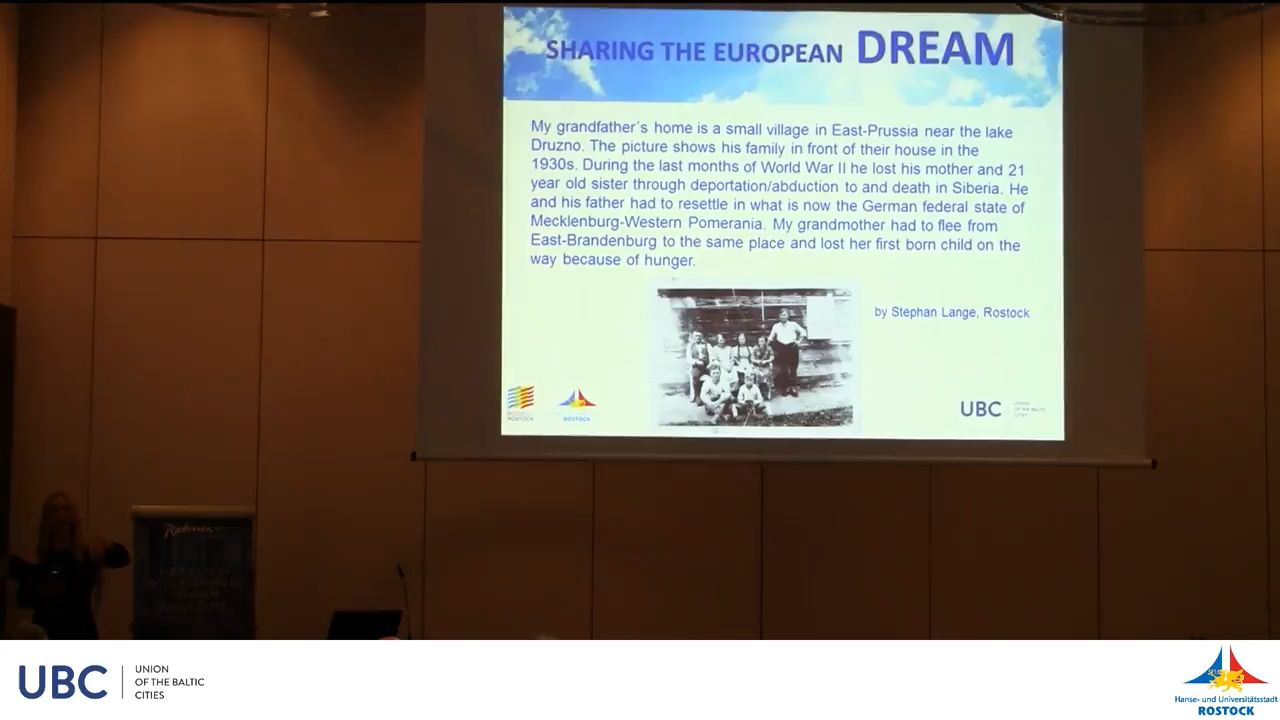 SHARING THE EUROPEAN DREAM
My grandfather´s home is a small village in East-Prussia near the lake
Druzno. The picture shows his family in front of their house in the
1930s. During the last months of World War II he lost his mother and 21
year old sister through deportation/abduction to and death in Siberia. He
and his father had to resettle in what is now the German federal state of
Mecklenburg-Western Pomerania. My grandmother had to flee from
East-Brandenburg to the same place and lost her first born child on the
way because of hunger.
by Stephan Lange, Rostock
ROSTOCK
ROSTOCK
UBC
UNION
OF THE BALTIC
CITIES
Radisson
UBC
UNION
OF THE BALTIC
CITIES
Hanse- und Universitätsstadt
ROSTOCK